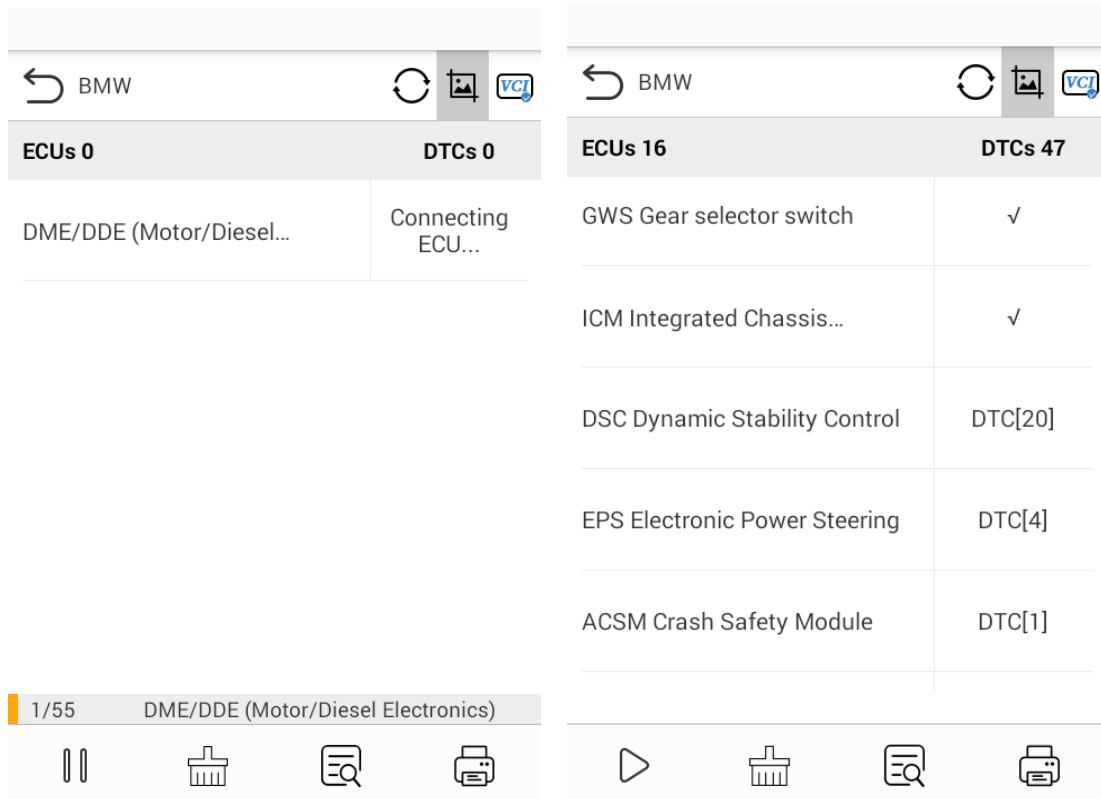 BMW
VCI
ECUs 0 DTCs 0
DME/DDE (Motor/Diesel... Connecting
ECU...
1/55 DME/DDE (Motor/Diesel Electronics)
BMW
VCI
ECUs 16 DTCs 47
GWS Gear selector switch √
ICM Integrated Chassis... √
DSC Dynamic Stability Control DTC[20]
EPS Electronic Power Steering DTC[4]
ACSM Crash Safety Module DTC[1]